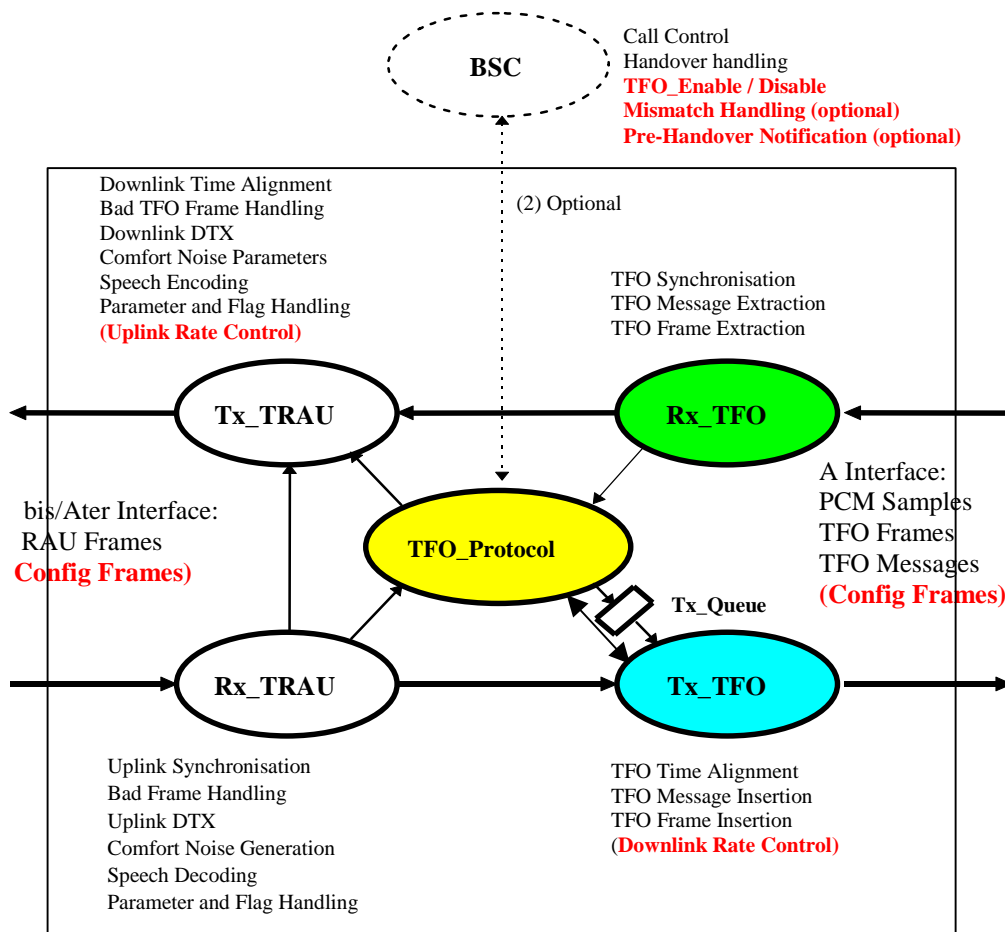 BSC
Call Control
Handover handling
TFO_Enable / Disable
Mismatch Handling (optional)
Pre-Handover Notification (optional)
Downlink Time Alignment
Bad TFO Frame Handling
Downlink DTX
Comfort Noise Parameters
Speech Encoding
Parameter and Flag Handling
(Uplink Rate Control)
(2) Optional
TFO Synchronisation
TFO Message Extraction
TFO Frame Extraction
Tx_TRAU
Rx_TFO
bis/Ater Interface:
RAU Frames
Config Frames)
TFO_Protocol
A Interface:
PCM Samples
TFO Frames
TFO Messages
(Config Frames)
Tx_Queue
Rx_TRAU
Tx_TFO
Uplink Synchronisation
Bad Frame Handling
Uplink DTX
Comfort Noise Generation
Speech Decoding
Parameter and Flag Handling
TFO Time Alignment
TFO Message Insertion
TFO Frame Insertion
(Downlink Rate Control)